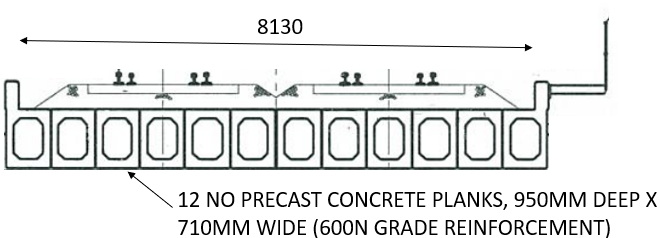 8130
12 NO PRECAST CONCRETE PLANKS, 950MM DEEP X
710MM WIDE (600N GRADE REINFORCEMENT)